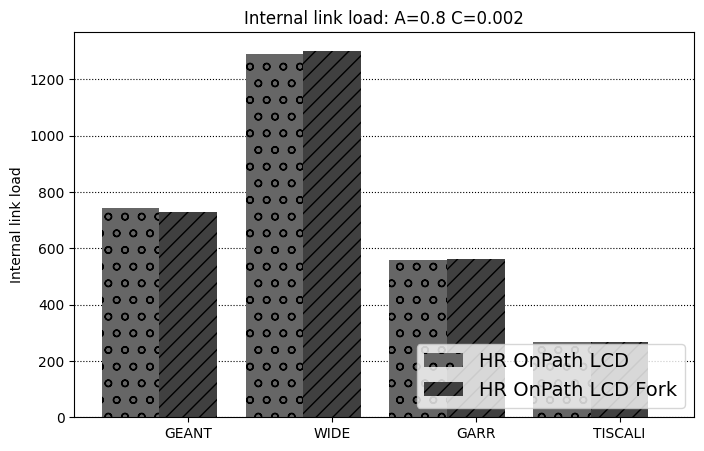 Internal link load: A=0.8 C=0.002
Internal link load
1200
1000
800
600
400
200
0
HR OnPath LCD
HR OnPath LCD Fork
GEANT WIDE GARR TISCALI